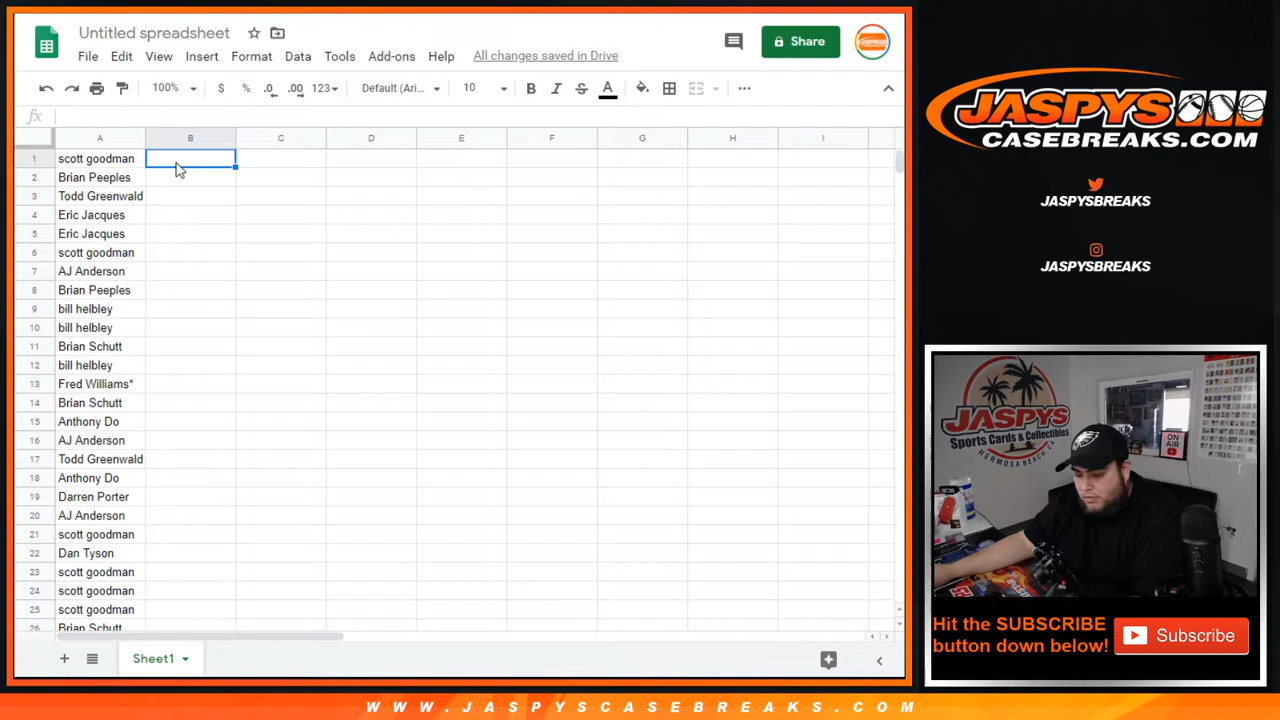 Untitled spreadsheet
File Edit View Insert Format Data Tools Add-ons Help All changes saved in Drive
Share
100% $ % .0 .00 123 Default (Ari... 10 B I S A
fx
A B C D E F G H I
1 scott goodman
2 Brian Peeples
3 Todd Greenwald
4 Eric Jacques
5 Eric Jacques
6 scott goodman
7 AJ Anderson
8 Brian Peeples
9 bill helbley
10 bill helbley
11 Brian Schutt
12 bill helbley
13 Fred Williams*
14 Brian Schutt
15 Anthony Do
16 AJ Anderson
17 Todd Greenwald
18 Anthony Do
19 Darren Porter
20 AJ Anderson
21 scott goodman
22 Dan Tyson
23 scott goodman
24 scott goodman
25 scott goodman
26 Brian Schutt
Sheet1
JASPYS
CASEBREAKS.COM
JASPYSBREAKS
JASPYSBREAKS
JASPYS
Sports Cards & Collectibles
HERMOSA BEACH, CA
ON
AIR
Hit the SUBSCRIBE
button down below!
Subscribe
WWW.JASPYSCASEBREAKS.COM